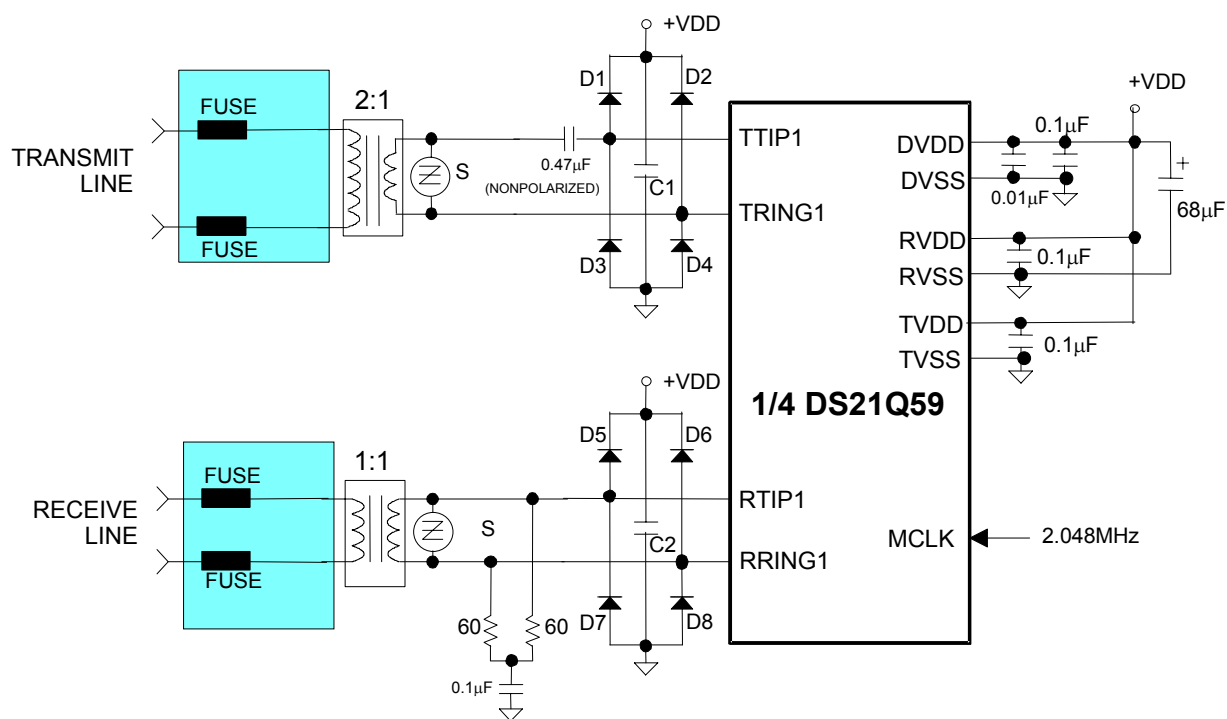 +VDD
FUSE
2:1
D1
D2
TRANSMIT
LINE
S
0.47μF
(NONPOLARIZED)
C1
FUSE
D3
D4
TTIP1
TRING1
DVDD
DVSS
RVDD
RVSS
TVDD
TVSS
1/4 DS21Q59
MCLK
2.048MHz
+VDD
0.1μF
0.01μF
+
68μF
0.1μF
0.1μF
+VDD
FUSE
1:1
D5
D6
RECEIVE
LINE
S
C2
FUSE
60
60
D7
D8
0.1μF
RTIP1
RRING1